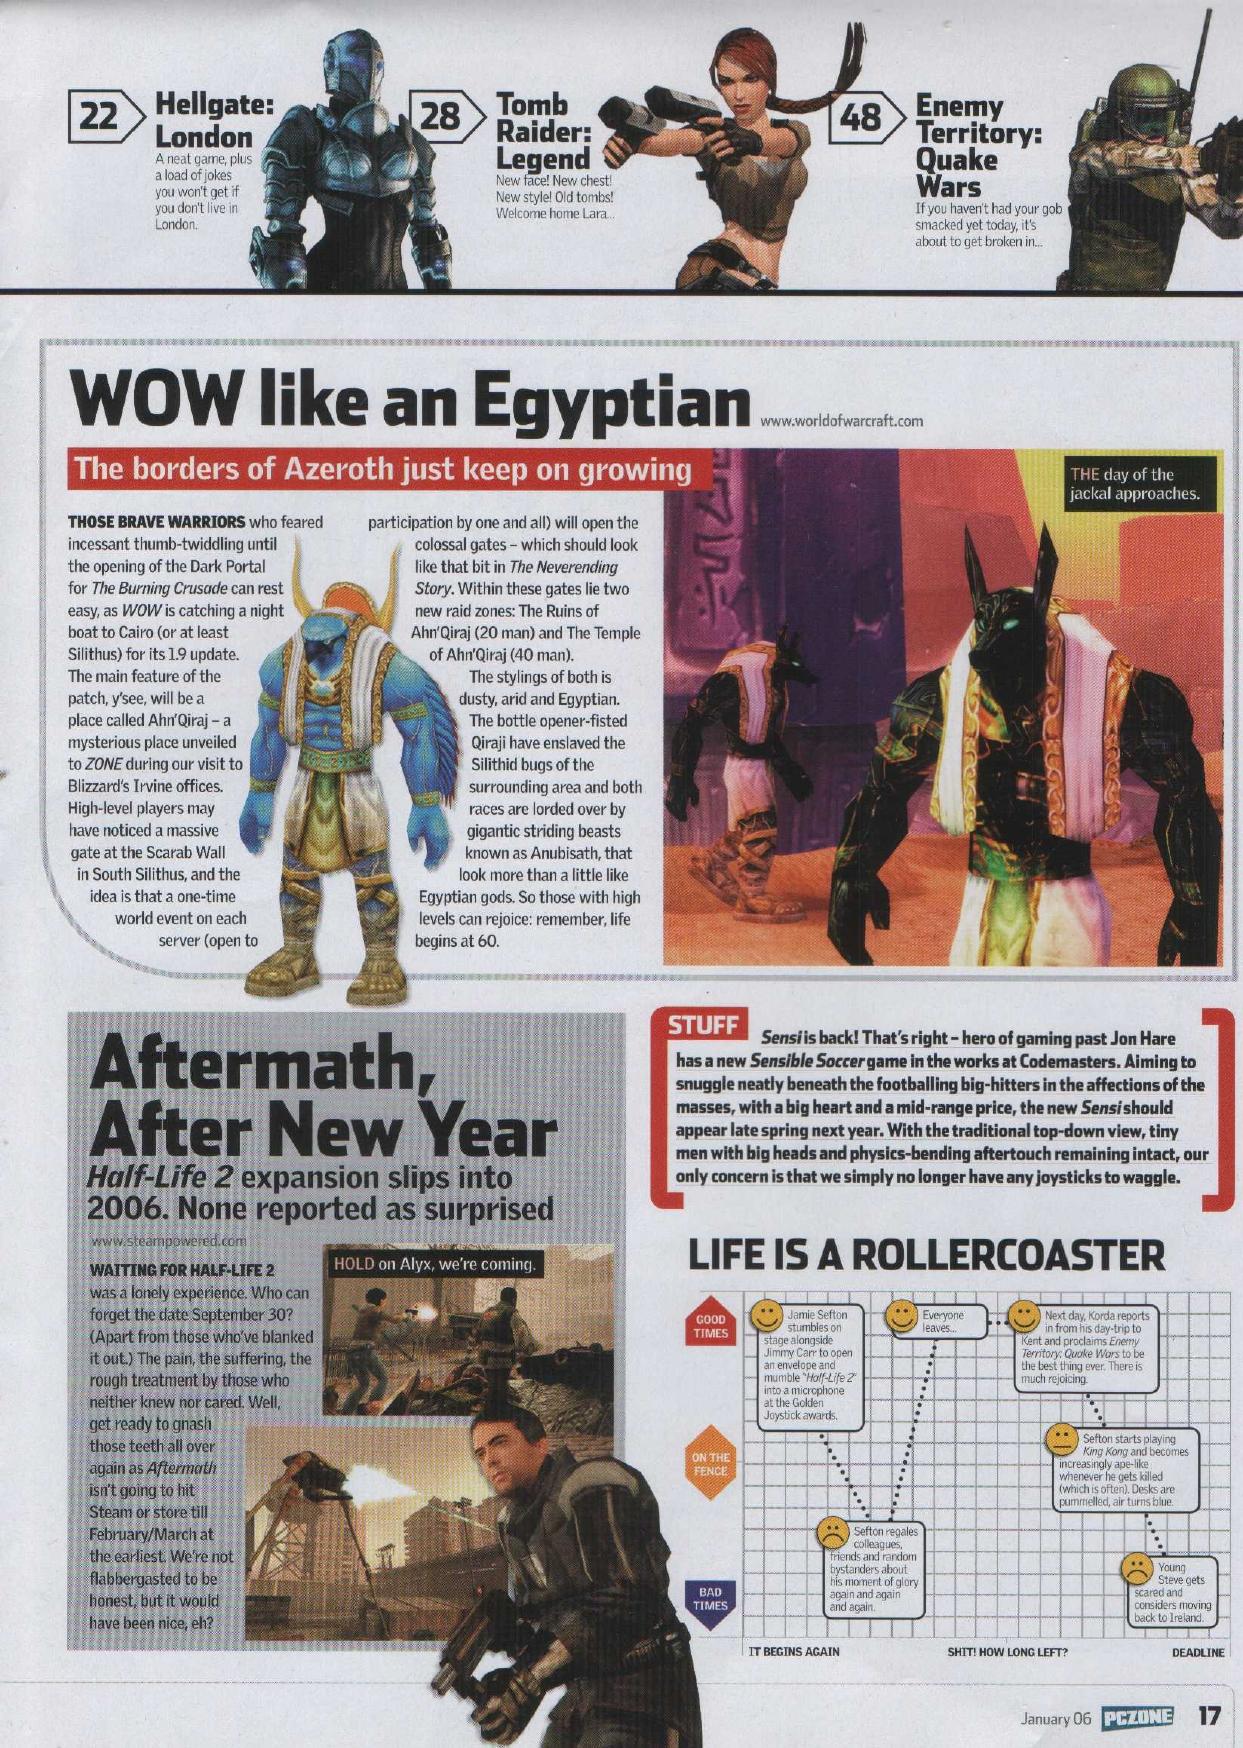 22
Hellgate:
London
A neat game, plus
a load of jokes
you won't get if
you don't live in
London.
28
Tomb
Raider:
Legend
New face! New chest!
New style! Old tombs!
Welcome home Lara...
48
Enemy
Territory:
Quake
Wars
If you haven't had your gob
smacked yet today, it's
about to get broken in...
WOW like an Egyptian
www.worldofwarcraft.com
The borders of Azeroth just keep on growing
THE day of the
jackal approaches.
THOSE BRAVE WARRIORS who feared
incessant thumb-twiddling until
the opening of the Dark Portal
for The Burning Crusade can rest
easy, as WOW is catching a night
boat to Cairo (or at least
Silithus) for its 1.9 update.
The main feature of the
patch, y'see, will be a
place called Ahn'Qiraj – a
mysterious place unveiled
to ZONE during our visit to
Blizzard's Irvine offices.
High-level players may
have noticed a massive
gate at the Scarab Wall
in South Silithus, and the
idea is that a one-time
world event on each
server (open to
participation by one and all) will open the
colossal gates – which should look
like that bit in The Neverending
Story. Within these gates lie two
new raid zones: The Ruins of
Ahn'Qiraj (20 man) and The Temple
of Ahn'Qiraj (40 man).
The stylings of both is
dusty, arid and Egyptian.
The bottle opener-fisted
Qiraji have enslaved the
Silithid bugs of the
surrounding area and both
races are lorded over by
gigantic striding beasts
known as Anubisath, that
look more than a little like
Egyptian gods. So those with high
levels can rejoice: remember, life
begins at 60.
Aftermath,
After New Year
Half-Life 2 expansion slips into
2006. None reported as surprised
www.steampowered.com
HOLD on Alyx, we're coming.
WAITING FOR HALF-LIFE 2
was a lonely experience. Who can
forget the date September 30?
(Apart from those who've blanked
it out.) The pain, the suffering, the
rough treatment by those who
neither knew nor cared. Well,
get ready to gnash
those teeth all over
again as Aftermath
isn't going to hit
Steam or store till
February/March at
the earliest. We're not
flabbergasted to be
honest, but it would
have been nice, eh?
STUFF
Sensi is back! That's right – hero of gaming past Jon Hare
has a new Sensible Soccer game in the works at Codemasters. Aiming to
snuggle neatly beneath the footballing big-hitters in the affections of the
masses, with a big heart and a mid-range price, the new Sensi should
appear late spring next year. With the traditional top-down view, tiny
men with big heads and physics-bending aftertouch remaining intact, our
only concern is that we simply no longer have any joysticks to waggle.
LIFE IS A ROLLERCOASTER
GOOD
TIMES
ON THE
FENCE
BAD
TIMES
Jamie Sefton
stumbles on
stage alongside
Jimmy Carr to open
an envelope and
mumble "Half-Life 2"
into a microphone
at the Golden
Joystick awards.
Sefton regales
colleagues,
friends and random
bystanders about
his moment of glory
again and again
and again.
Everyone
leaves...
Next day, Korda reports
in from his day-trip to
Kent and proclaims Enemy
Territory: Quake Wars to be
the best thing ever. There is
much rejoicing.
Sefton starts playing
King Kong and becomes
increasingly ape-like
whenever he gets killed
(which is often). Desks are
pummelled, air turns blue.
Young
Steve gets
scared and
considers moving
back to Ireland.
IT BEGINS AGAIN
SHIT! HOW LONG LEFT?
DEADLINE
January 06 PCZONE 17